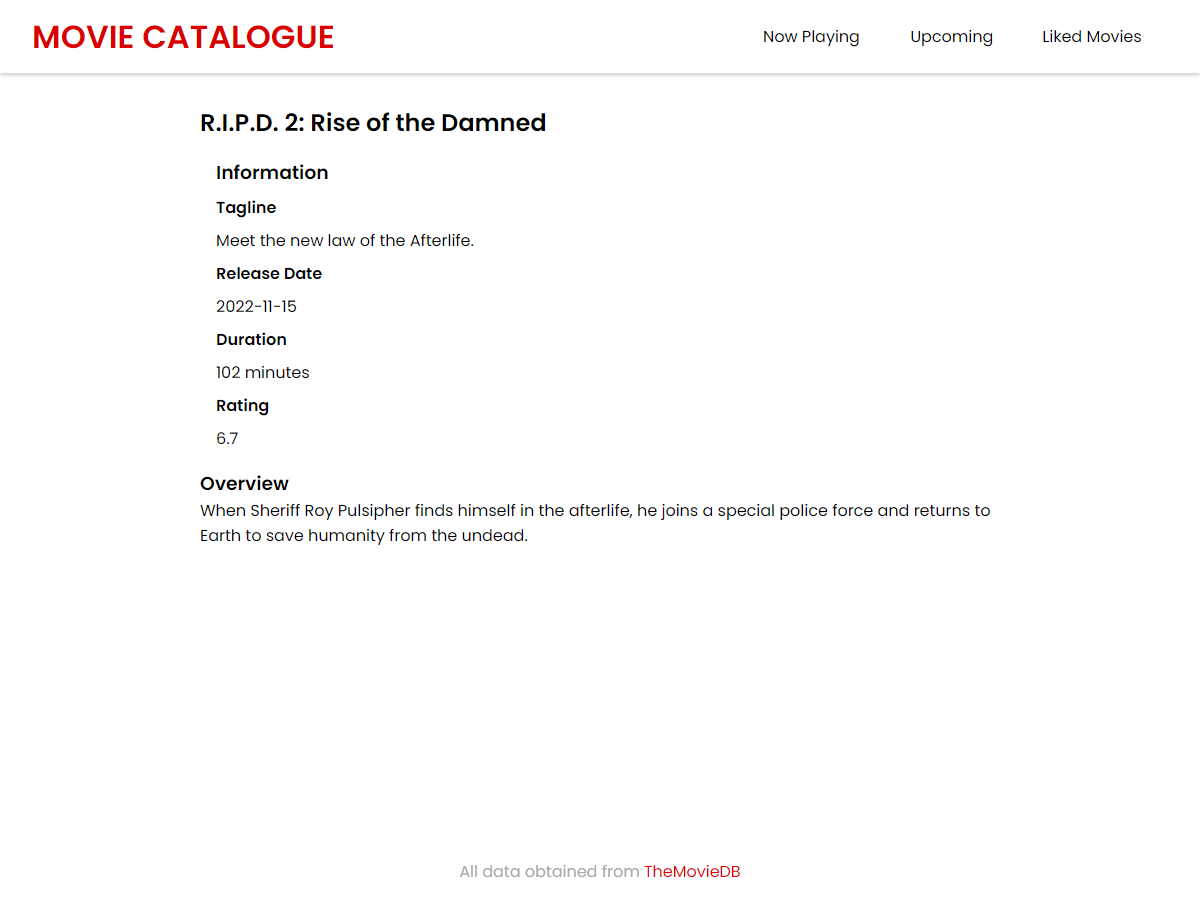 MOVIE CATALOGUE
Now Playing
Upcoming
Liked Movies
R.I.P.D. 2: Rise of the Damned
Information
Tagline
Meet the new law of the Afterlife.
Release Date
2022-11-15
Duration
102 minutes
Rating
6.7
Overview
When Sheriff Roy Pulsipher finds himself in the afterlife, he joins a special police force and returns to
Earth to save humanity from the undead.
All data obtained from TheMovieDB